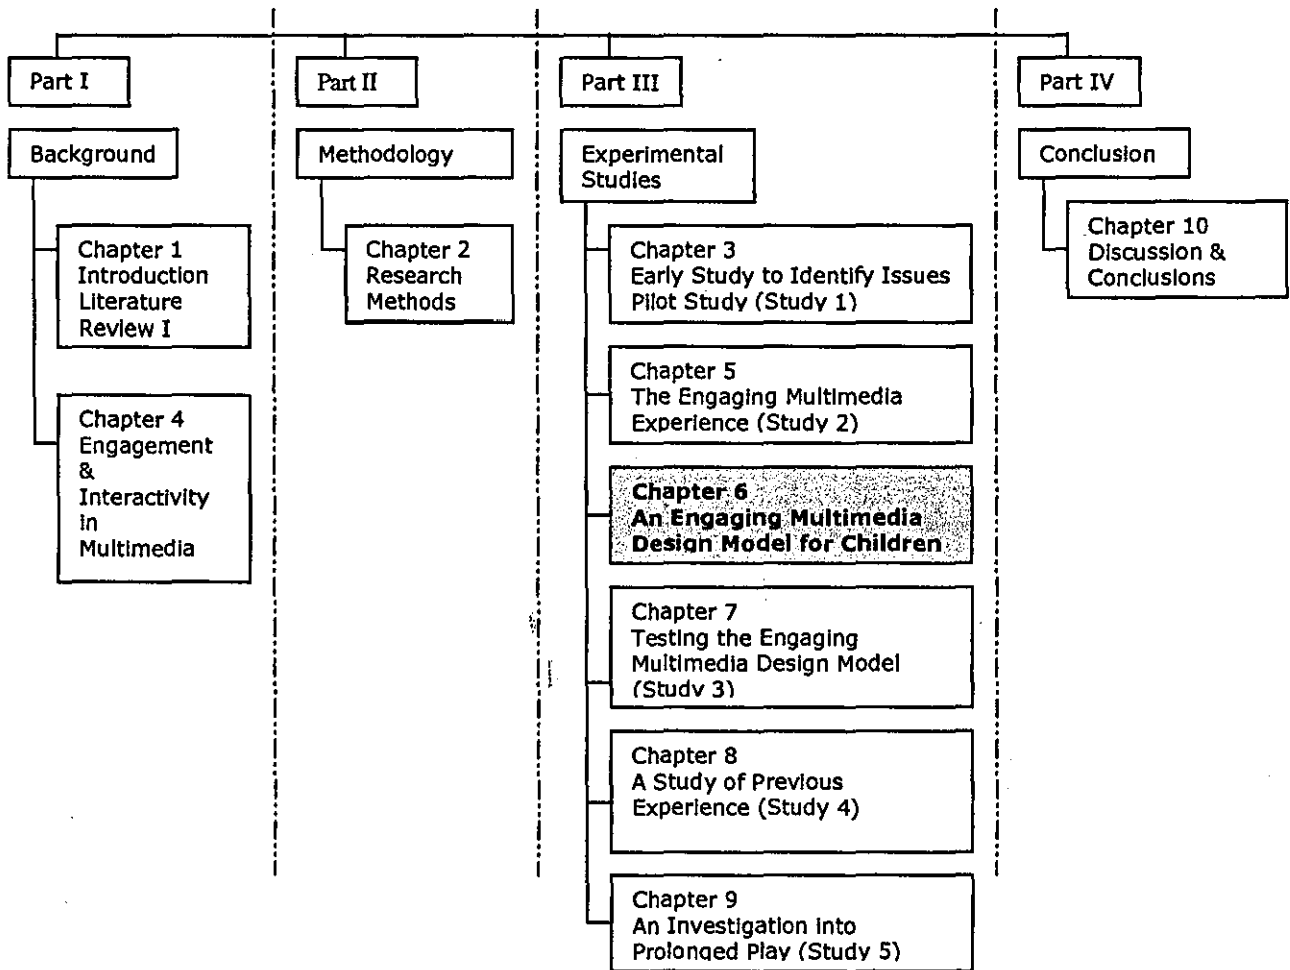 Part I
Background
Chapter 1
Introduction
Literature
Review I
Chapter 4
Engagement
&
Interactivity
in
Multimedia
Part II
Methodology
Chapter 2
Research
Methods
Part III
Experimental
Studies
Chapter 3
Early Study to Identify Issues
Pilot Study (Study 1)
Chapter 5
The Engaging Multimedia
Experience (Study 2)
Chapter 6
An Engaging Multimedia
Design Model for Children
Chapter 7
Testing the Engaging
Multimedia Design Model
(Study 3)
Chapter 8
A Study of Previous
Experience (Study 4)
Chapter 9
An Investigation into
Prolonged Play (Study 5)
Part IV
Conclusion
Chapter 10
Discussion &
Conclusions